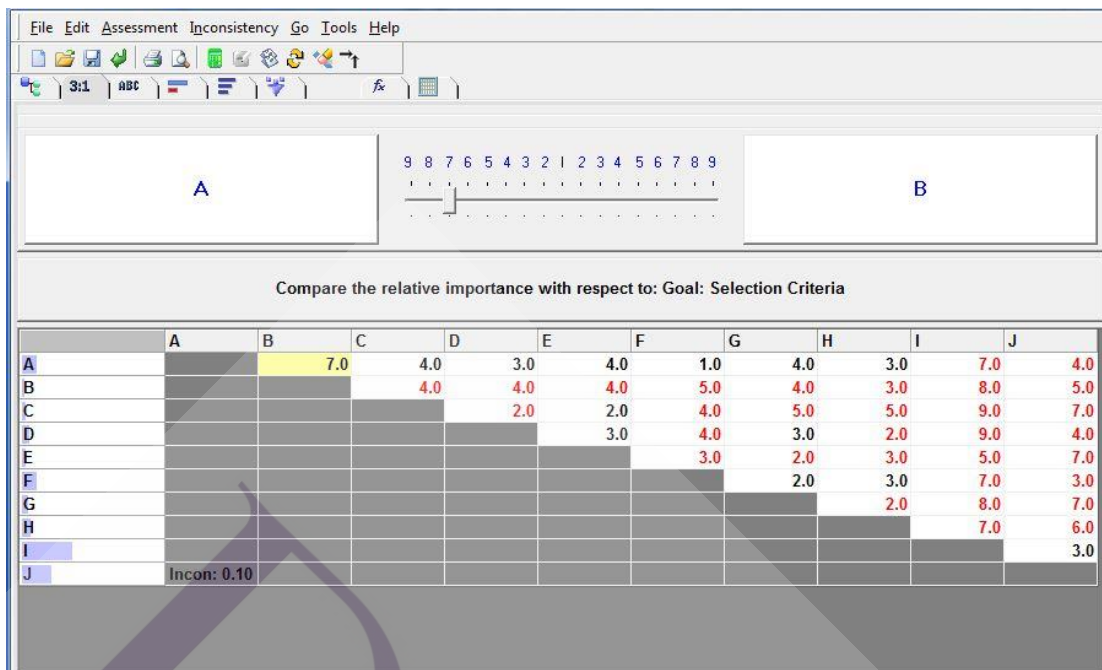 File Edit Assessment Inconsistency Go Tools Help
3:1 ABC fx
9 8 7 6 5 4 3 2 1 2 3 4 5 6 7 8 9
A B
Compare the relative importance with respect to: Goal: Selection Criteria
A B C D E F G H I J
A 7.0 4.0 3.0 4.0 1.0 4.0 3.0 7.0 4.0
B 4.0 4.0 4.0 5.0 4.0 3.0 8.0 5.0
C 2.0 2.0 4.0 5.0 5.0 9.0 7.0
D 3.0 4.0 3.0 2.0 9.0 4.0
E 3.0 2.0 3.0 5.0 7.0
F 2.0 3.0 7.0 3.0
G 2.0 8.0 7.0
H 7.0 6.0
I 3.0
J Incon: 0.10